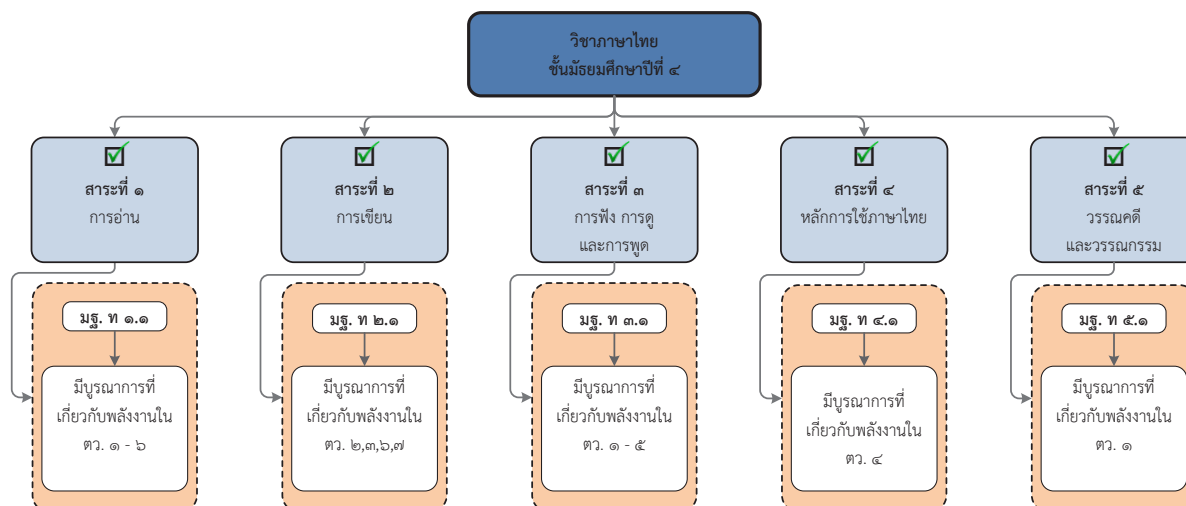 วิชาภาษาไทย
ชั้นมัธยมศึกษาปีที่ ๔
สาระที่ ๑
การอ่าน
สาระที่ ๒
การเขียน
สาระที่ ๓
การฟัง การดู
และการพูด
สาระที่ ๔
หลักการใช้ภาษาไทย
สาระที่ ๕
วรรณคดี
และวรรณกรรม
มฐ. ท ๑.๑
มีบูรณาการที่
เกี่ยวกับพลังงานใน
ตว. ๑ - ๖
มฐ. ท ๒.๑
มีบูรณาการที่
เกี่ยวกับพลังงานใน
ตว. ๒,๓,๖,๗
มฐ. ท ๓.๑
มีบูรณาการที่
เกี่ยวกับพลังงานใน
ตว. ๑ - ๕
มฐ. ท ๔.๑
มีบูรณาการที่
เกี่ยวกับพลังงานใน
ตว. ๔
มฐ. ท ๕.๑
มีบูรณาการที่
เกี่ยวกับพลังงานใน
ตว. ๑